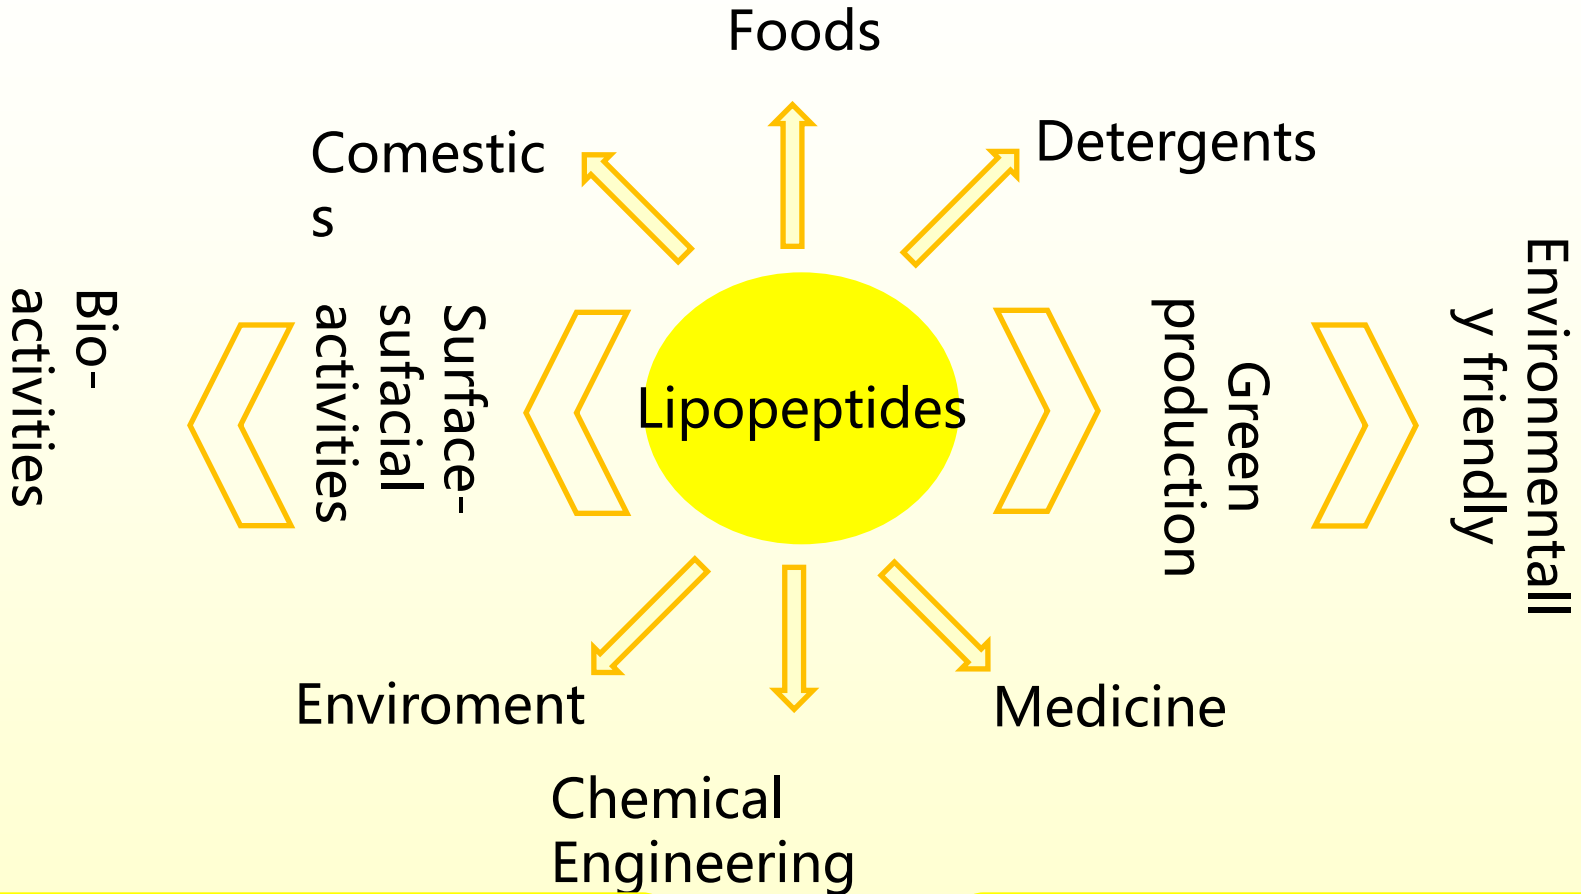 Foods
Comestic
s
Detergents
Bio-
activities
Surface-
sufacial
activities
Lipopeptides
Green
production
Environmentall
y friendly
Enviroment
Medicine
Chemical
Engineering